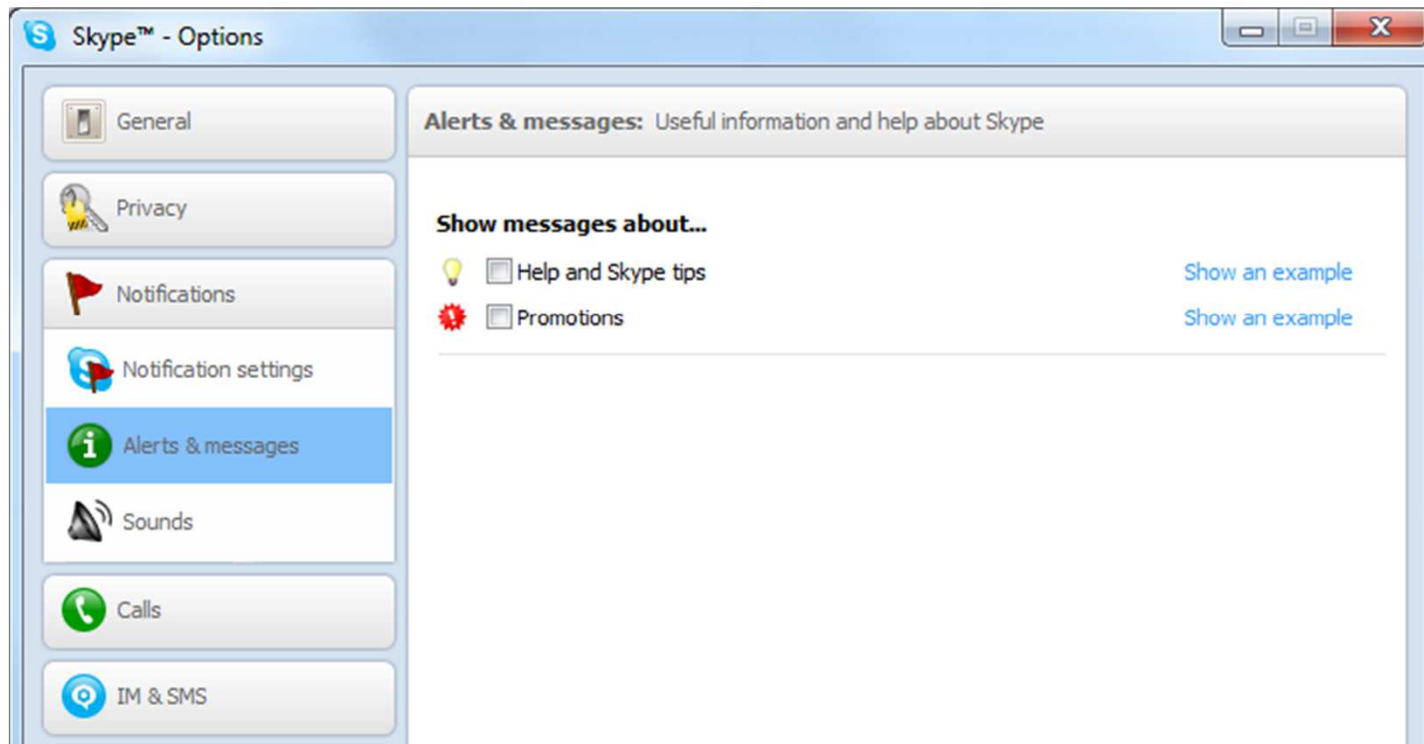 Skype™ - Options
General
Privacy
Notifications
Notification settings
Alerts & messages
Sounds
Calls
IM & SMS
Alerts & messages: Useful information and help about Skype
Show messages about...
Help and Skype tips Show an example
Promotions Show an example